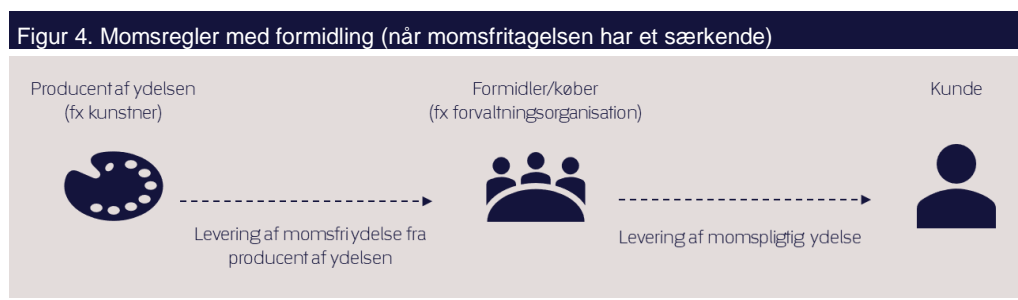 Figur 4. Momsregler med formidling (når momsfritagelsen har et særkende)
Producent af ydelsen
(fx kunstner)
Formidler/køber
(fx forvaltningsorganisation)
Kunde
Levering af momsfri ydelse fra
producent af ydelsen
Levering af momspligtig ydelse